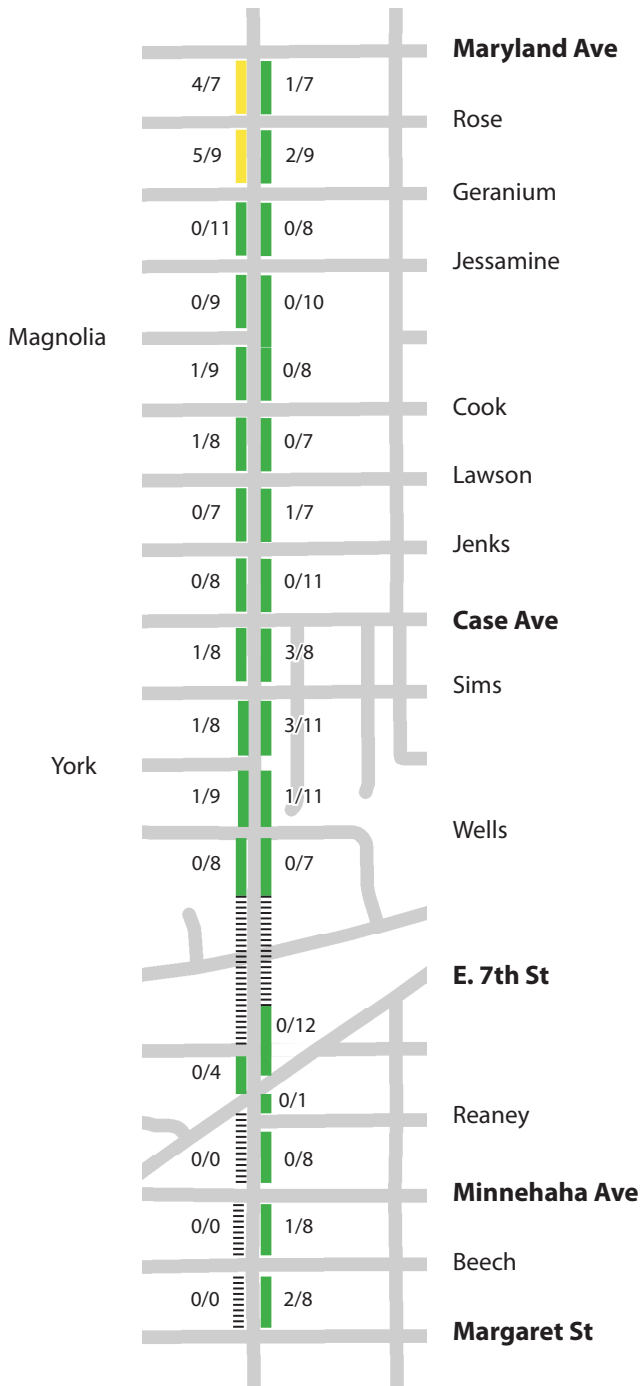 Maryland Ave
4/7 1/7
Rose
5/9 2/9
Geranium
0/11 0/8
Jessamine
0/9 0/10
Magnolia
1/9 0/8
Cook
1/8 0/7
Lawson
0/7 1/7
Jenks
0/8 0/11
Case Ave
1/8 3/8
Sims
1/8 3/11
York
1/9 1/11
Wells
0/8 0/7
E. 7th St
0/12
0/4
0/1
Reaney
0/0 0/8
Minnehaha Ave
0/0 1/8
Beech
0/0 2/8
Margaret St